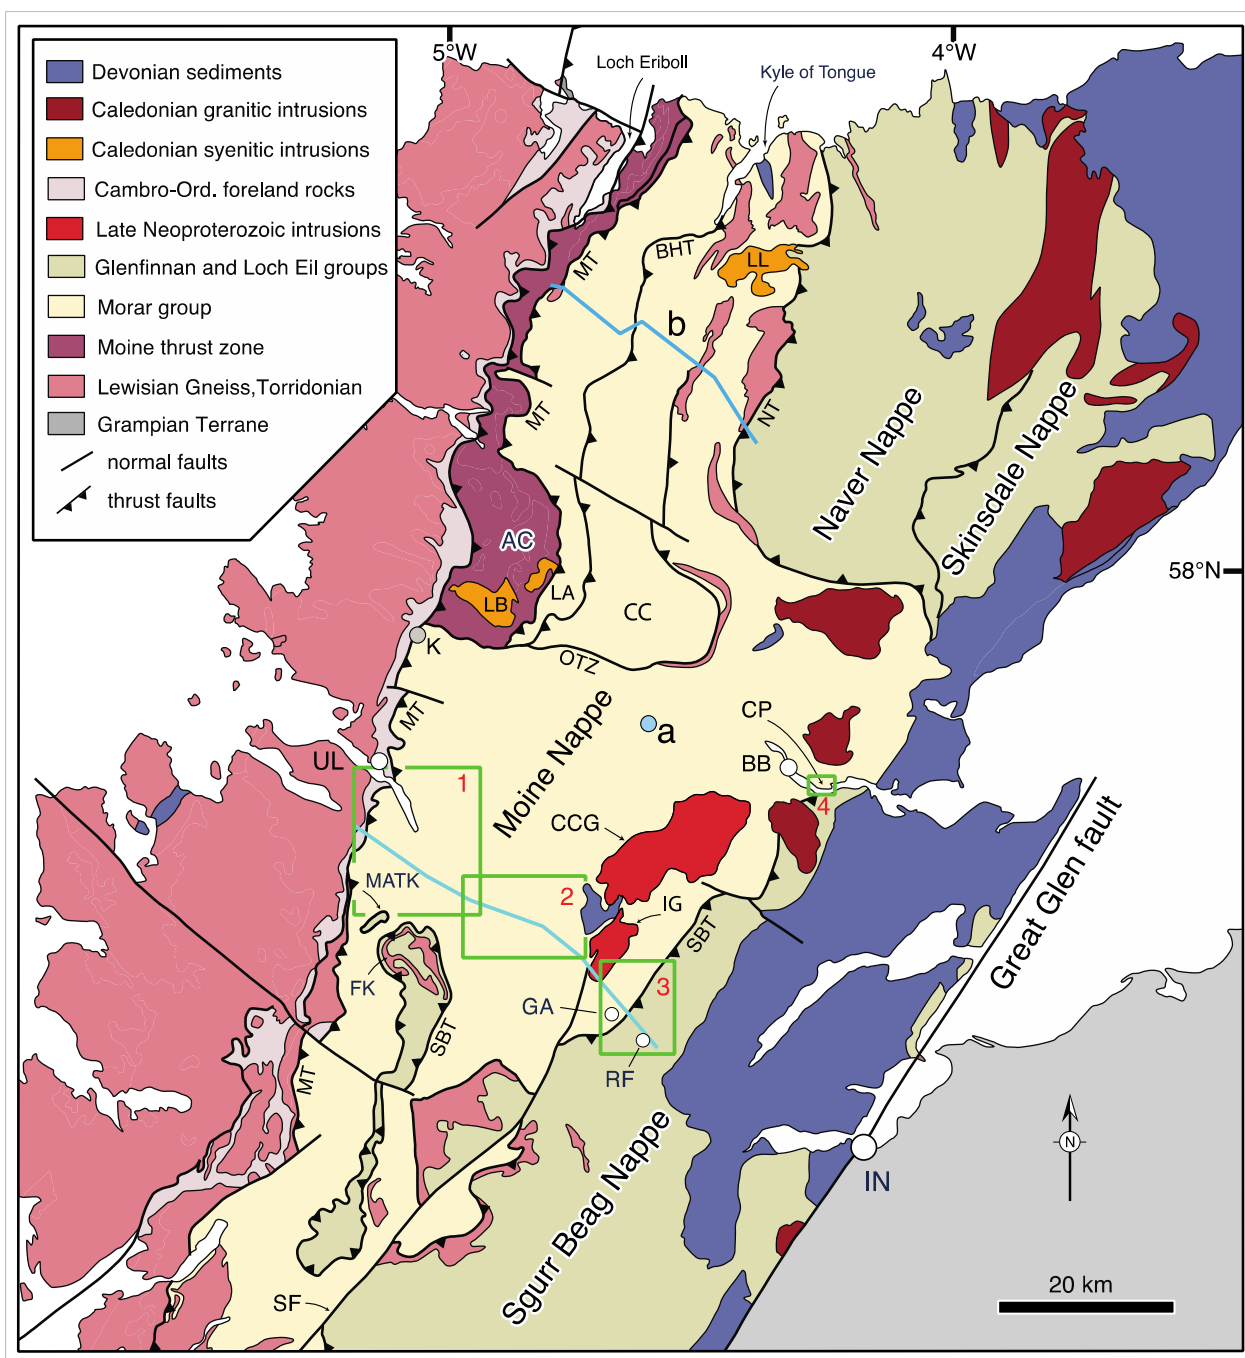 5°W
4°W
Loch Eriboll
Kyle of Tongue
Devonian sediments
Caledonian granitic intrusions
Caledonian syenitic intrusions
Cambro-Ord. foreland rocks
Late Neoproterozoic intrusions
Glenfinnan and Loch Eil groups
Morar group
Moine thrust zone
Lewisian Gneiss,Torridonian
Grampian Terrane
normal faults
thrust faults
MT
BHT
LL
b
MT
NT
Naver Nappe
Skinsdale Nappe
AC
58°N
LB
LA
CC
K
OTZ
MT
Moine Nappe
a
CP
UL
BB
1
4
CCG
Great Glen fault
MATK
2
IG
SBT
FK
3
GA
SBT
RF
MT
N
Sgurr Beag Nappe
IN
20 km
SF